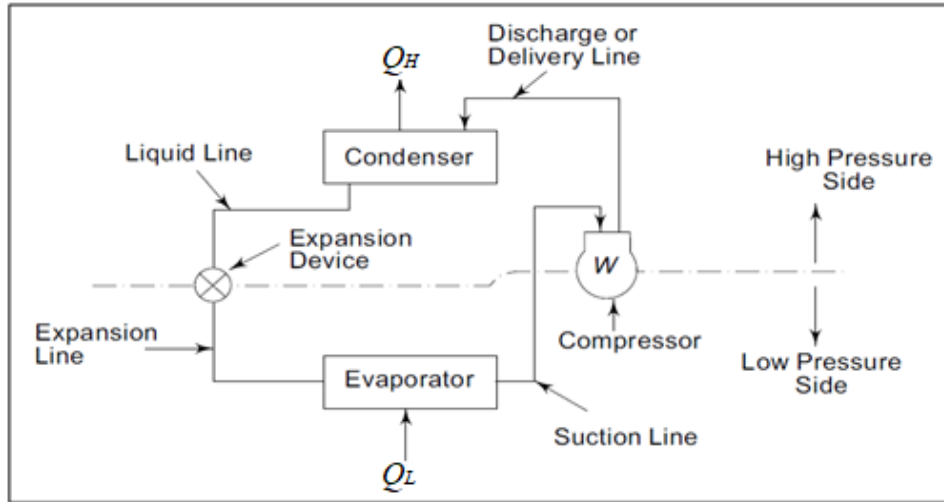 Discharge or
Delivery Line
QH
Liquid Line
Condenser
High Pressure
Side
Expansion
Device
W
Expansion
Line
Compressor
Low Pressure
Side
Evaporator
Suction Line
QL